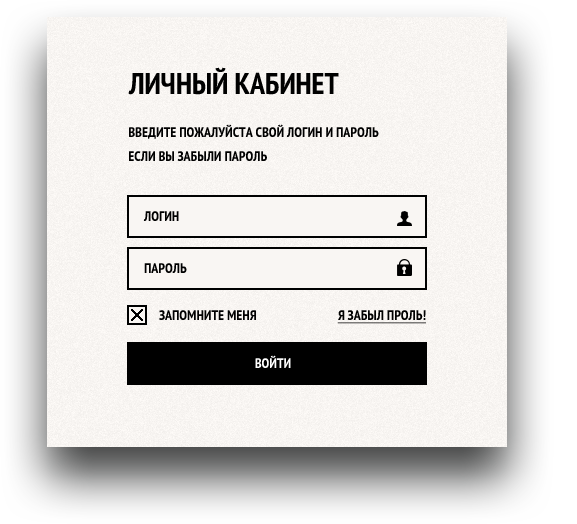 ЛИЧНЫЙ КАБИНЕТ
ВВЕДИТЕ ПОЖАЛУЙСТА СВОЙ ЛОГИН И ПАРОЛЬ
ЕСЛИ ВЫ ЗАБЫЛИ ПАРОЛЬ
ЛОГИН
ПАРОЛЬ
ЗАПОМНИТЕ МЕНЯ Я ЗАБЫЛ ПРОЛЬ!
ВОЙТИ